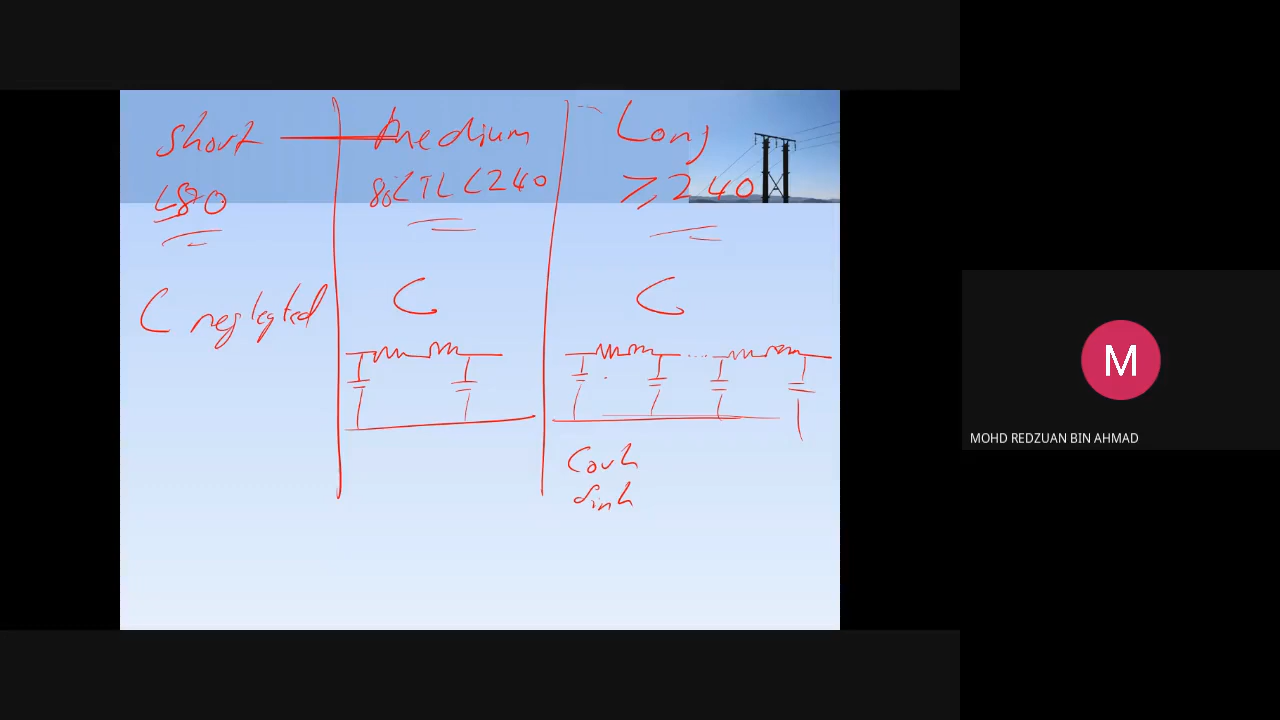 short
medium
Long
≤80
80<TL<240
≥240
C neglected
C
C
Cosh
Sinh
M
MOHD REDZUAN BIN AHMAD